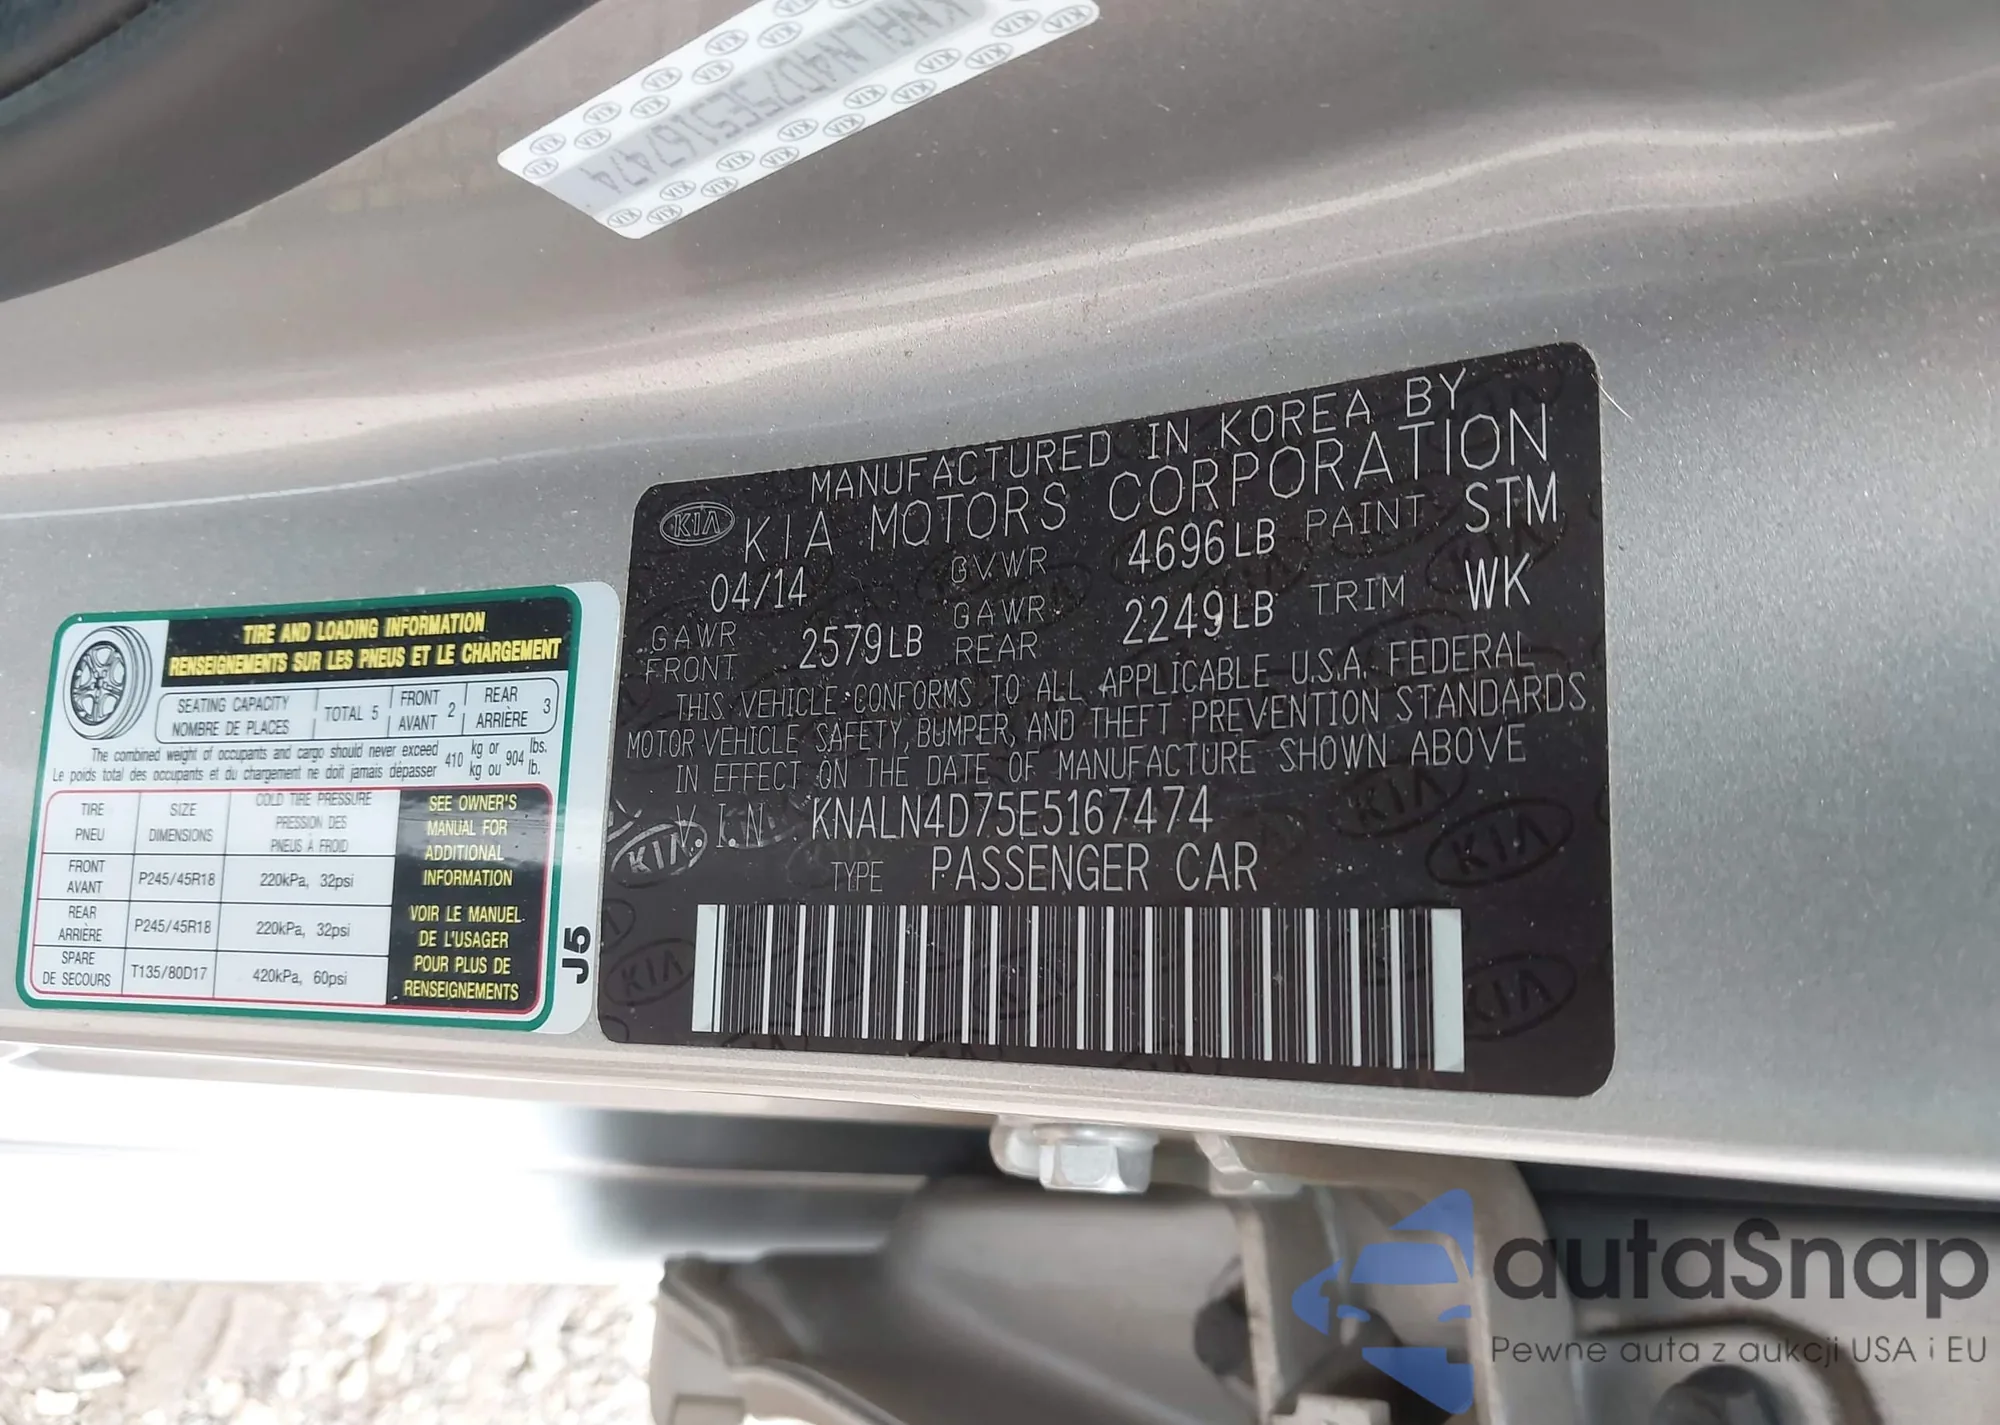 KNALN4D75E5167474
MANUFACTURED IN KOREA BY
KIA KIA MOTORS CORPORATION
04/14 GVWR 4696LB PAINT STM
GAWR FRONT 2579LB GAWR REAR 2249LB TRIM WK
THIS VEHICLE CONFORMS TO ALL APPLICABLE U.S.A. FEDERAL
MOTOR VEHICLE SAFETY, BUMPER, AND THEFT PREVENTION STANDARDS
IN EFFECT ON THE DATE OF MANUFACTURE SHOWN ABOVE
V.I.N KNALN4D75E5167474
TYPE PASSENGER CAR
TIRE AND LOADING INFORMATION
RENSEIGNEMENTS SUR LES PNEUS ET LE CHARGEMENT
SEATING CAPACITY
NOMBRE DE PLACES
TOTAL 5
FRONT
AVANT 2
REAR
ARRIÈRE 3
The combined weight of occupants and cargo should never exceed 410 kg or 904 lbs.
Le poids total des occupants et du chargement ne doit jamais dépasser kg ou lb.
TIRE
PNEU
SIZE
DIMENSIONS
COLD TIRE PRESSURE
PRESSION DES
PNEUS À FROID
FRONT
AVANT
P245/45R18
220kPa, 32psi
REAR
ARRIÈRE
P245/45R18
220kPa, 32psi
SPARE
DE SECOURS
T135/80D17
420kPa, 60psi
SEE OWNER'S
MANUAL FOR
ADDITIONAL
INFORMATION
VOIR LE MANUEL
DE L'USAGER
POUR PLUS DE
RENSEIGNEMENTS
J5
autaSnap
Pewne auta z aukcji USA i EU